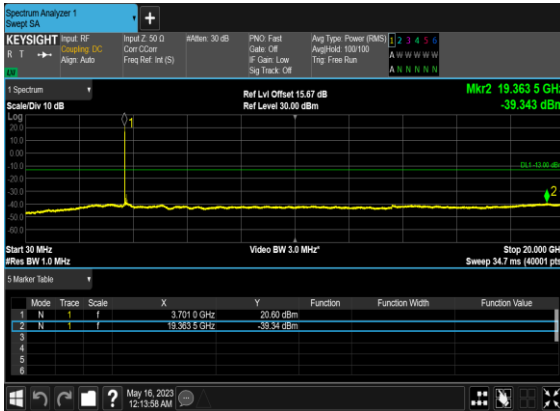 Spectrum Analyzer 1
Swept SA
+
KEYSIGHT
R T
Input: RF
Coupling: DC
Align: Auto
Input Z: 50 Ω
Corr CCorr
Freq Ref: Int (S)
#Atten: 30 dB
PNO: Fast
Gate: Off
IF Gain: Low
Sig Track: Off
Avg Type: Power (RMS)
Avg|Hold: 100/100
Trig: Free Run
1 2 3 4 5 6
A W W W W W
A N N N N N
1 Spectrum
Scale/Div 10 dB
Ref Lvl Offset 15.67 dB
Ref Level 30.00 dBm
Mkr2 19.363 5 GHz
-39.343 dBm
Log
20.0
10.0
0.00
-10.0
-20.0
-30.0
-40.0
-50.0
-60.0
1
DL1 -13.00 dBm
2
Start 30 MHz
#Res BW 1.0 MHz
Video BW 3.0 MHz*
Stop 20.000 GHz
Sweep 34.7 ms (40001 pts)
5 Marker Table
Mode Trace Scale X Y Function Function Width Function Value
1 N 1 f 3.701 0 GHz 20.60 dBm
2 N 1 f 19.363 5 GHz -39.34 dBm
3
4
5
6
?
May 16, 2023
12:13:58 AM